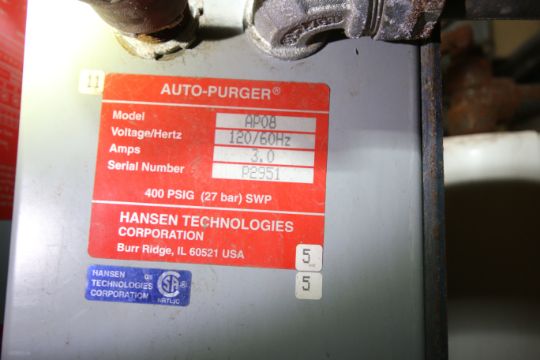 11
AUTO-PURGER®
Model AP08
Voltage/Hertz 120/60Hz
Amps 3.0
Serial Number P2951
400 PSIG (27 bar) SWP
HANSEN TECHNOLOGIES
CORPORATION
Burr Ridge, IL 60521 USA
5
5
HANSEN
TECHNOLOGIES
CORPORATION
NRTL/C